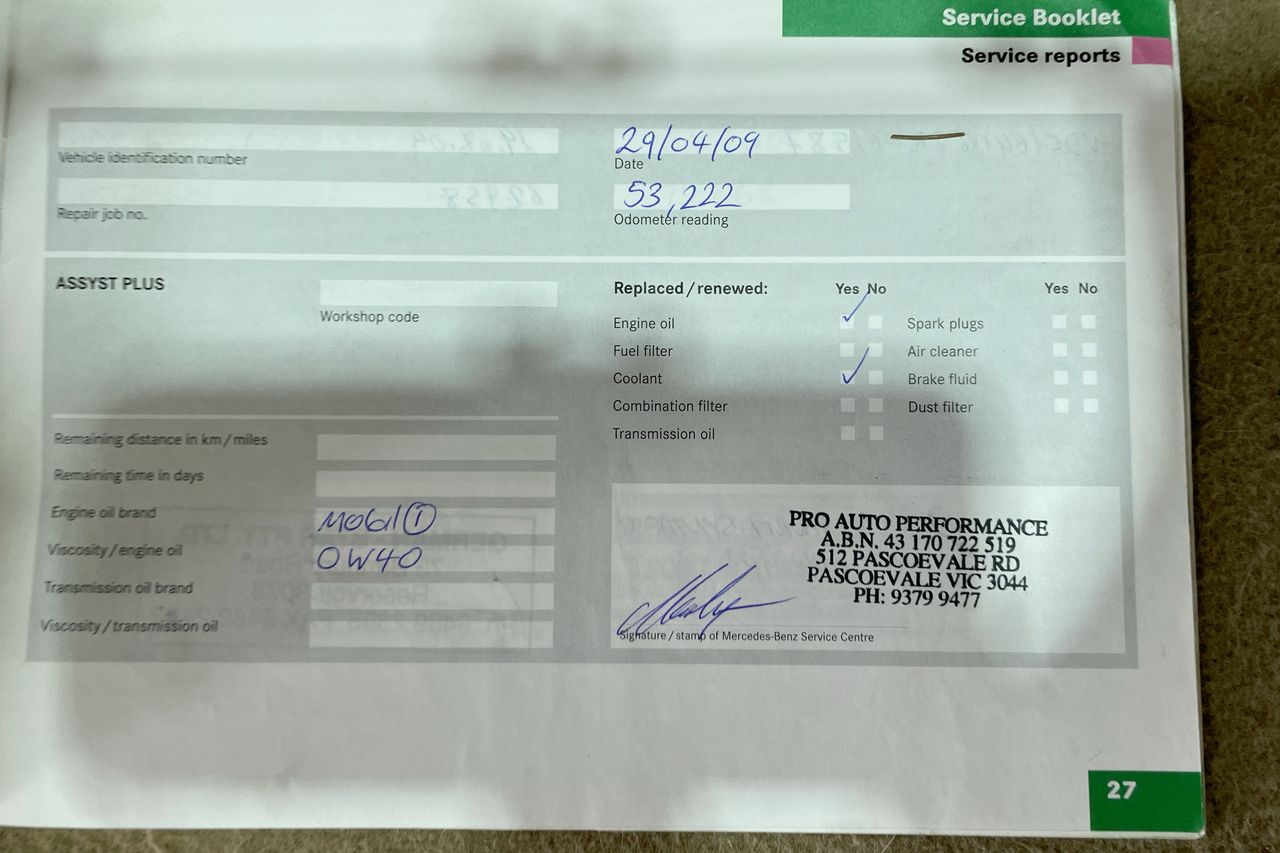 Service Booklet
Service reports
29/04/09
Vehicle identification number
Date
53,222
Repair job no.
Odometer reading
ASSYST PLUS
Workshop code
Replaced / renewed: Yes No Yes No
Engine oil Spark plugs
Fuel filter Air cleaner
Coolant Brake fluid
Combination filter Dust filter
Transmission oil
Remaining distance in km / miles
Remaining time in days
Engine oil brand Mobil 1
Viscosity / engine oil 0W40
Transmission oil brand
Viscosity / transmission oil
PRO AUTO PERFORMANCE
A.B.N. 43 170 722 519
512 PASCOEVALE RD
PASCOEVALE VIC 3044
PH: 9379 9477
Signature / stamp of Mercedes-Benz Service Centre
27